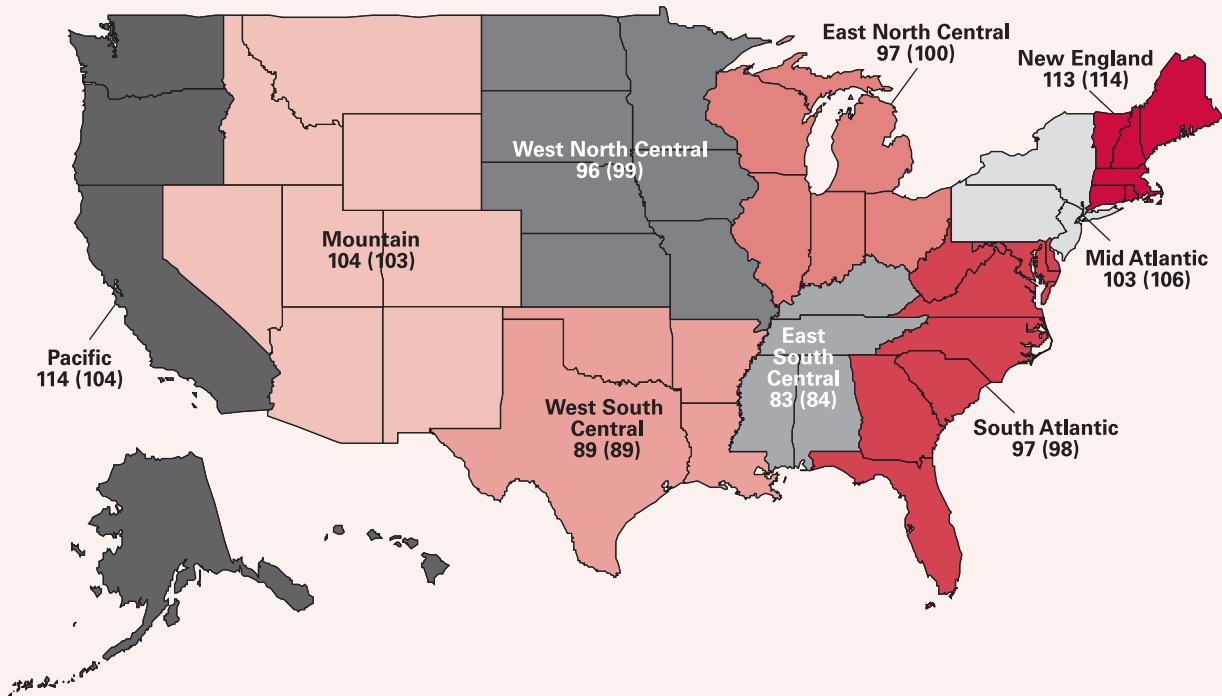 East North Central
97 (100)
New England
113 (114)
West North Central
96 (99)
Mountain
104 (103)
Mid Atlantic
103 (106)
Pacific
114 (104)
East
South
Central
83 (84)
West South
Central
89 (89)
South Atlantic
97 (98)